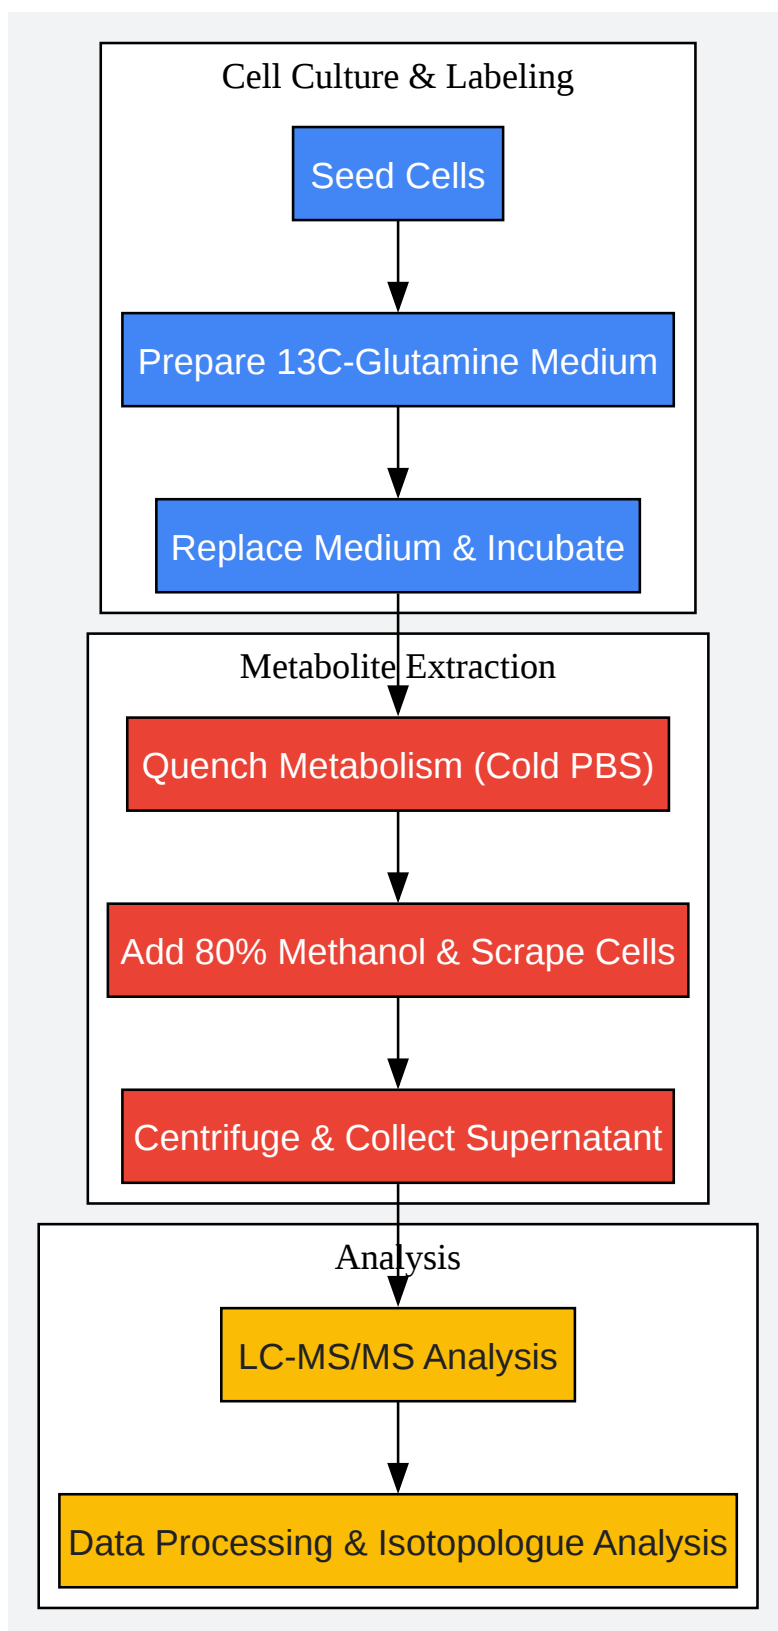 Cell Culture & Labeling
Seed Cells
Prepare 13C-Glutamine Medium
Replace Medium & Incubate
Metabolite Extraction
Quench Metabolism (Cold PBS)
Add 80% Methanol & Scrape Cells
Centrifuge & Collect Supernatant
Analysis
LC-MS/MS Analysis
Data Processing & Isotopologue Analysis